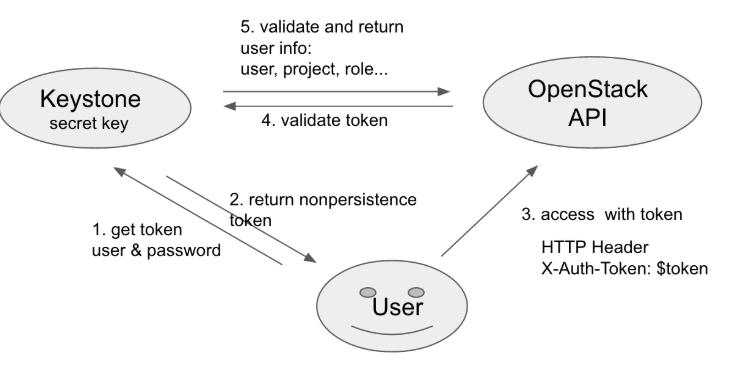 5. validate and return
user info:
user, project, role...
Keystone
secret key
OpenStack
API
4. validate token
2. return nonpersistence
token
1. get token
user & password
3. access  with token
HTTP Header
X-Auth-Token: $token
User